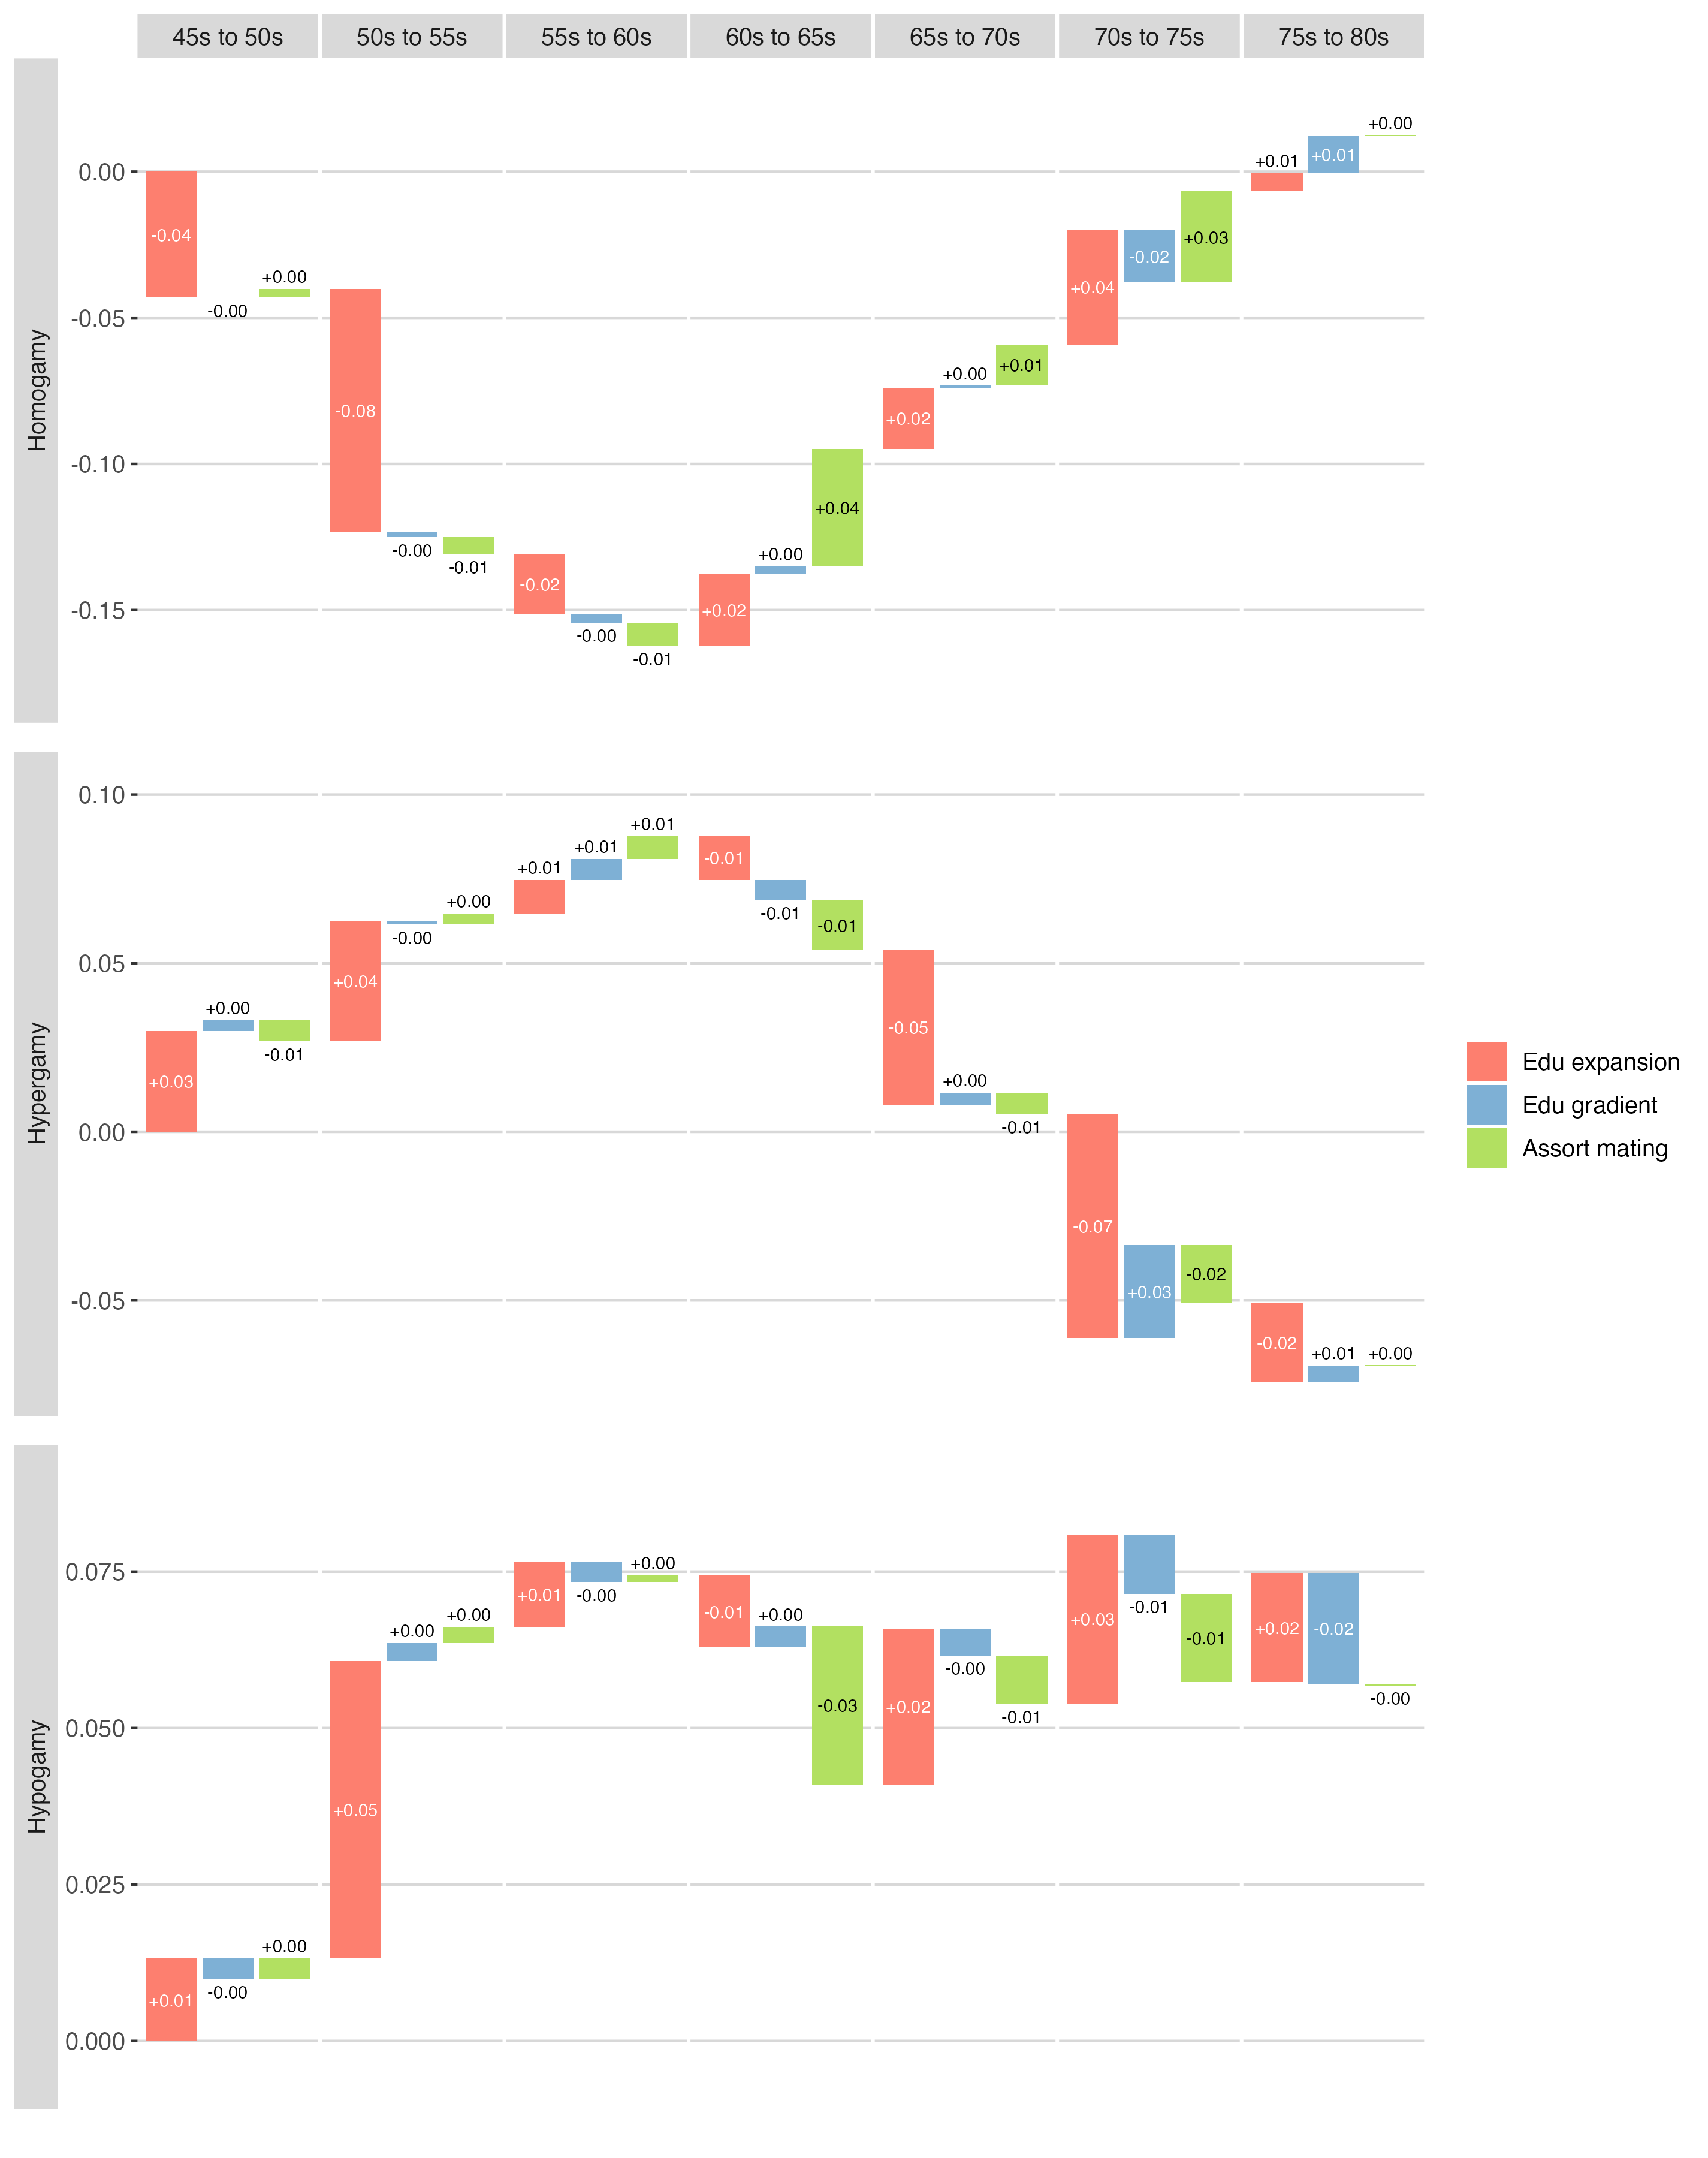 45s to 50s 50s to 55s 55s to 60s 60s to 65s 65s to 70s 70s to 75s 75s to 80s
Homogamy
0.00
-0.05
-0.10
-0.15
-0.04 -0.00 +0.00
-0.08 -0.00 -0.01
-0.02 -0.00 -0.01
+0.02 +0.00 +0.04
+0.02 +0.00 +0.01
+0.04 -0.02 +0.03
+0.01 +0.01 +0.00
Hypergamy
0.10
0.05
0.00
-0.05
+0.03 +0.00 -0.01
+0.04 -0.00 +0.00
+0.01 +0.01 +0.01
-0.01 -0.01 -0.01
-0.05 +0.00 -0.01
-0.07 +0.03 -0.02
-0.02 +0.01 +0.00
Edu expansion
Edu gradient
Assort mating
Hypogamy
0.075
0.050
0.025
0.000
+0.01 -0.00 +0.00
+0.05 +0.00 +0.00
+0.01 -0.00 +0.00
-0.01 +0.00 -0.03
+0.02 -0.00 -0.01
+0.03 -0.01 -0.01
+0.02 -0.02 -0.00